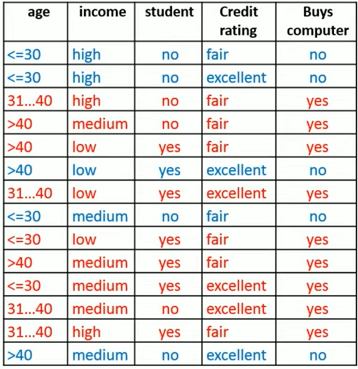 age income student Credit rating Buys computer
<=30 high no fair no
<=30 high no excellent no
31...40 high no fair yes
>40 medium no fair yes
>40 low yes fair yes
>40 low yes excellent no
31...40 low yes excellent yes
<=30 medium no fair no
<=30 low yes fair yes
>40 medium yes fair yes
<=30 medium yes excellent yes
31...40 medium no excellent yes
31...40 high yes fair yes
>40 medium no excellent no